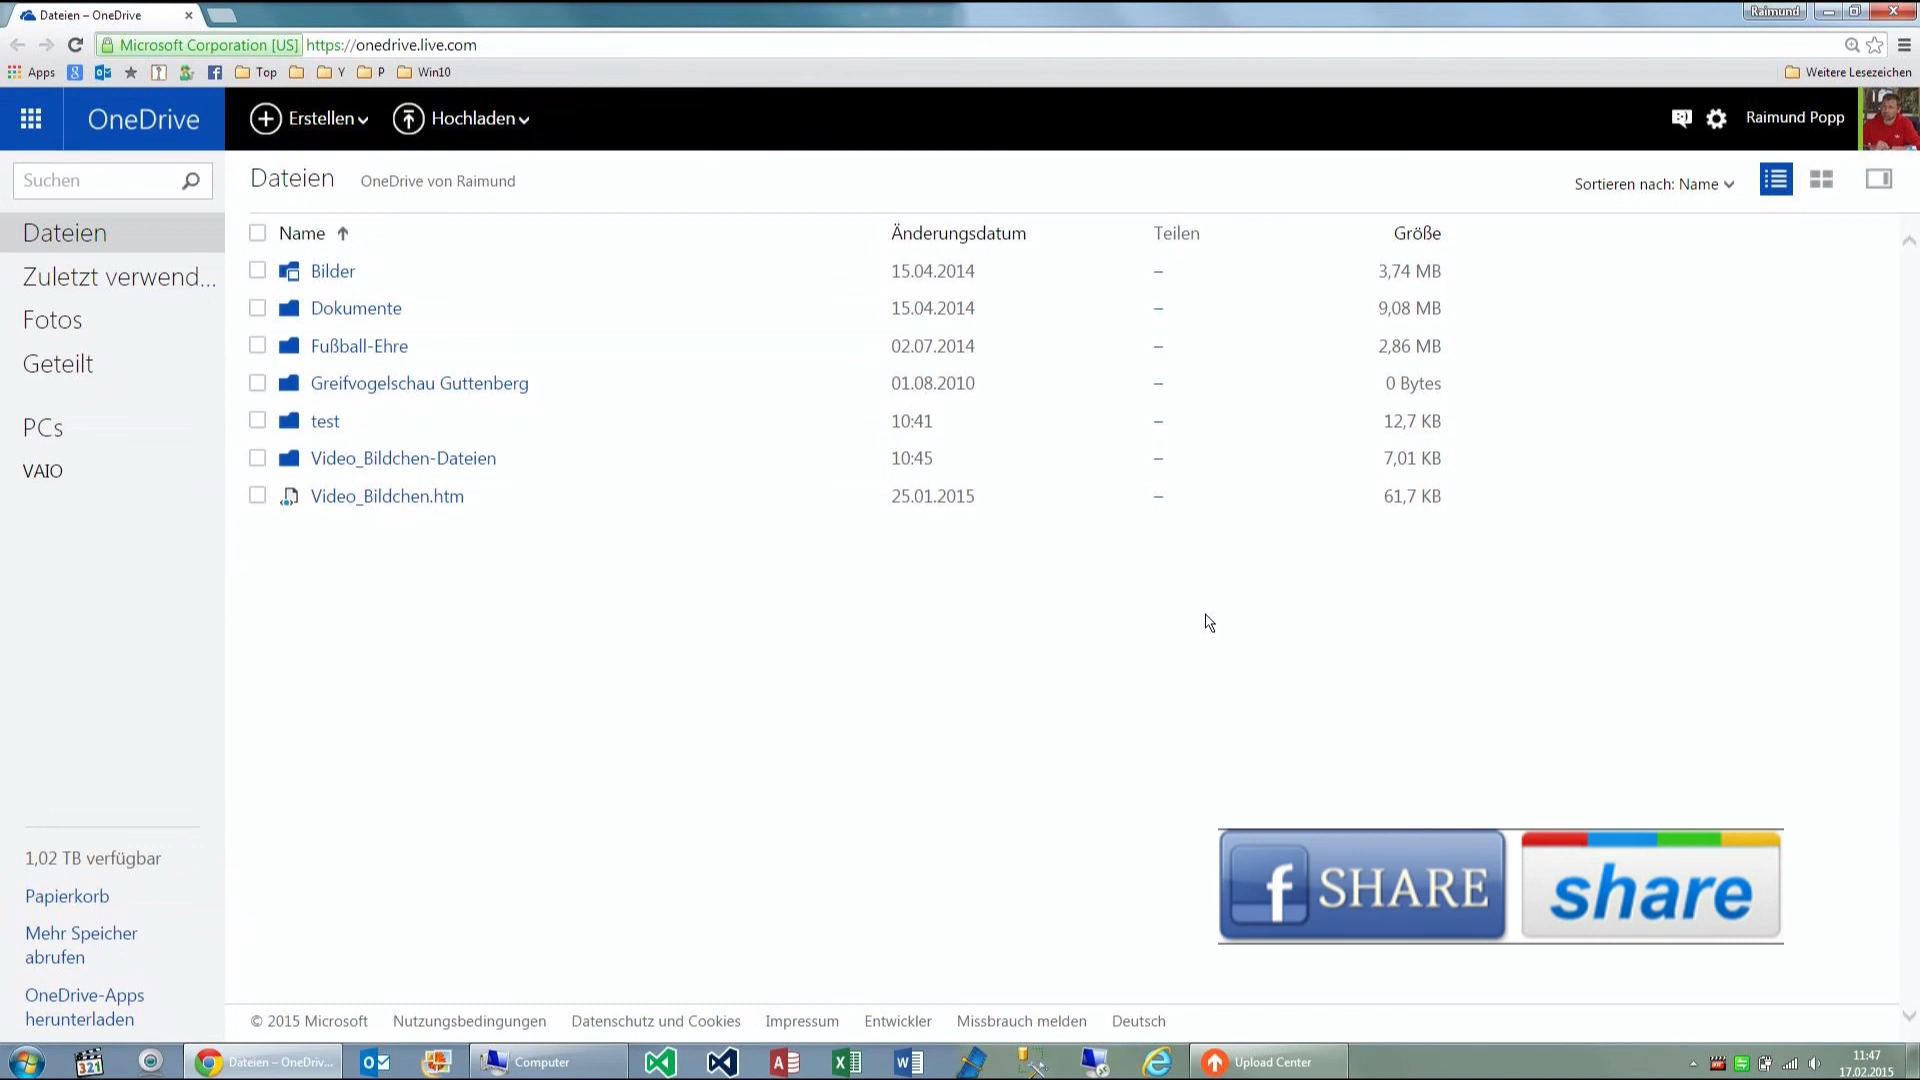 Dateien – OneDrive
Raimund
Microsoft Corporation [US] https://onedrive.live.com
Apps Top Y P Win10 Weitere Lesezeichen
OneDrive Erstellen Hochladen Raimund Popp
Suchen
Dateien OneDrive von Raimund Sortieren nach: Name
Dateien
Zuletzt verwend...
Fotos
Geteilt
PCs
VAIO
Name Änderungsdatum Teilen Größe
Bilder 15.04.2014 – 3,74 MB
Dokumente 15.04.2014 – 9,08 MB
Fußball-Ehre 02.07.2014 – 2,86 MB
Greifvogelschau Guttenberg 01.08.2010 – 0 Bytes
test 10:41 – 12,7 KB
Video_Bildchen-Dateien 10:45 – 7,01 KB
Video_Bildchen.htm 25.01.2015 – 61,7 KB
f SHARE share
1,02 TB verfügbar
Papierkorb
Mehr Speicher
abrufen
OneDrive-Apps
herunterladen
© 2015 Microsoft Nutzungsbedingungen Datenschutz und Cookies Impressum Entwickler Missbrauch melden Deutsch
321 Dateien – OneDriv... Computer Upload Center 11:47
17.02.2015